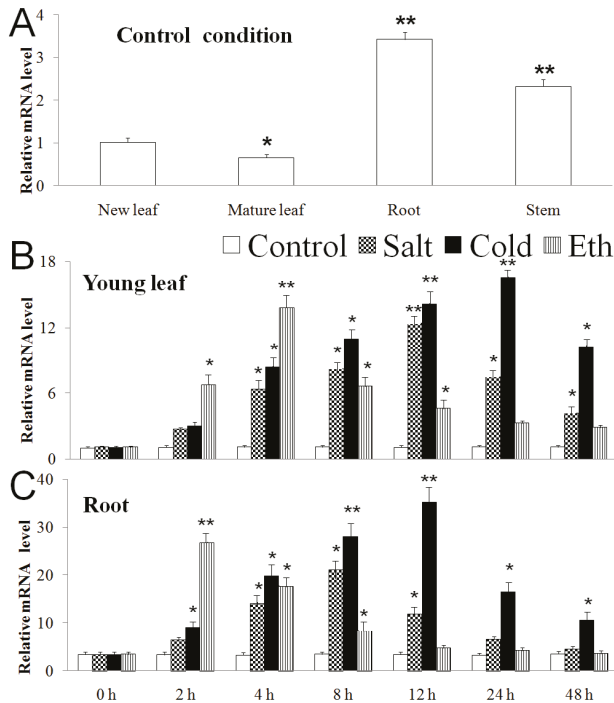 A
Control condition
Relative mRNA level
4
3
2
1
0
**
**
*
New leaf Mature leaf Root Stem
Control Salt Cold Eth
B
Young leaf
Relative mRNA level
18
12
6
0
* * * ** * * * ** ** * * ** * *
C
Root
Relative mRNA level
40
30
20
10
0
* ** * * * * ** * * ** * *
0 h 2 h 4 h 8 h 12 h 24 h 48 h